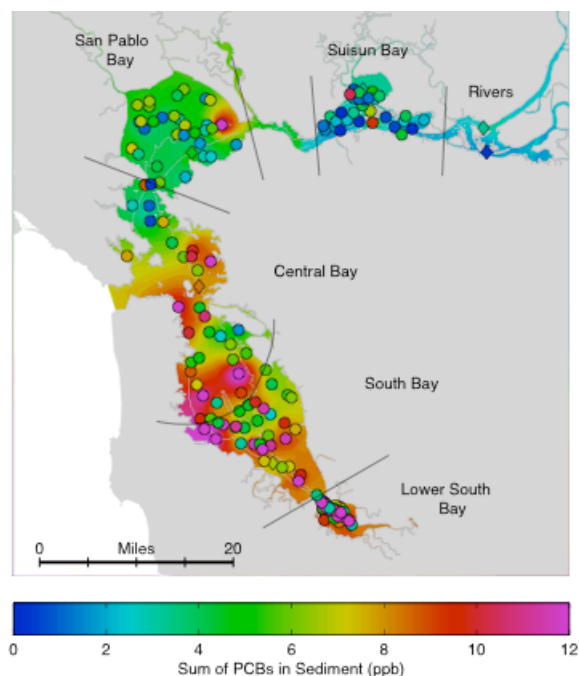 San Pablo
Bay
Suisun Bay
Rivers
Central Bay
South Bay
Lower South
Bay
0 Miles 20
0 2 4 6 8 10 12
Sum of PCBs in Sediment (ppb)